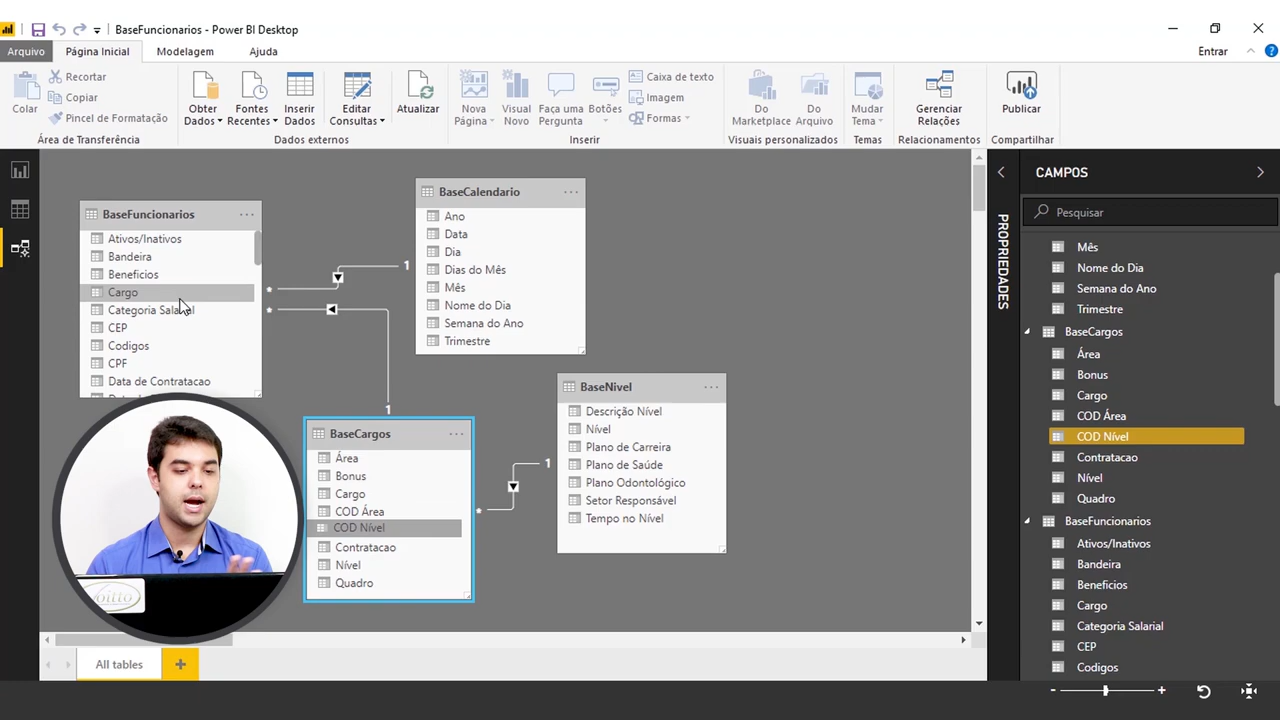 BaseFuncionarios - Power BI Desktop
Arquivo
Página Inicial
Modelagem
Ajuda
Entrar
Colar
Recortar
Copiar
Pincel de Formatação
Área de Transferência
Obter
Dados
Fontes
Recentes
Inserir
Dados
Editar
Consultas
Dados externos
Atualizar
Nova
Página
Visual
Novo
Faça uma
Pergunta
Botões
Caixa de texto
Imagem
Formas
Inserir
Do
Marketplace
Do
Arquivo
Visuais personalizados
Mudar
Tema
Temas
Gerenciar
Relações
Relacionamentos
Publicar
Compartilhar
BaseFuncionarios
Ativos/Inativos
Bandeira
Beneficios
Cargo
Categoria Salarial
CEP
Codigos
CPF
Data de Contratacao
BaseCalendario
Ano
Data
Dia
Dias do Mês
Mês
Nome do Dia
Semana do Ano
Trimestre
1
*
*
1
BaseCargos
Área
Bonus
Cargo
COD Área
COD Nível
Contratacao
Nível
Quadro
*
1
BaseNivel
Descrição Nível
Nível
Plano de Carreira
Plano de Saúde
Plano Odontológico
Setor Responsável
Tempo no Nível
bitto
All tables
PROPRIEDADES
CAMPOS
Pesquisar
Mês
Nome do Dia
Semana do Ano
Trimestre
BaseCargos
Área
Bonus
Cargo
COD Área
COD Nível
Contratacao
Nível
Quadro
BaseFuncionarios
Ativos/Inativos
Bandeira
Beneficios
Cargo
Categoria Salarial
CEP
Codigos